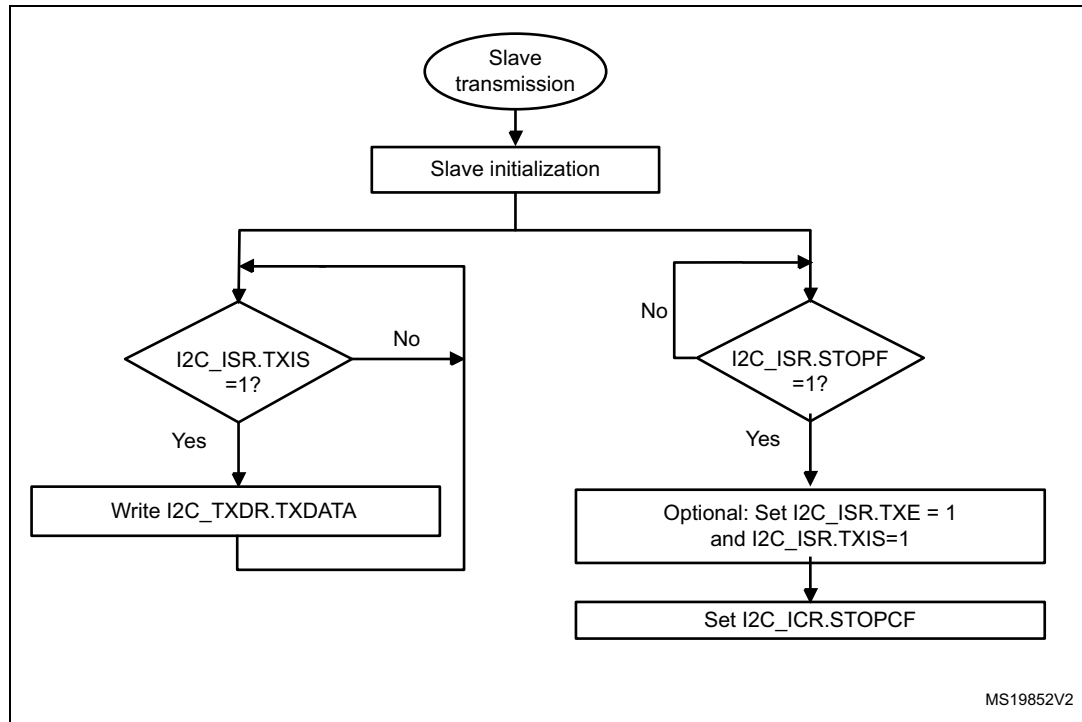 Slave
transmission
Slave initialization
No
I2C_ISR.TXIS
=1?
Yes
Write I2C_TXDR.TXDATA
No
I2C_ISR.STOPF
=1?
Yes
Optional: Set I2C_ISR.TXE = 1
and I2C_ISR.TXIS=1
Set I2C_ICR.STOPCF
MS19852V2